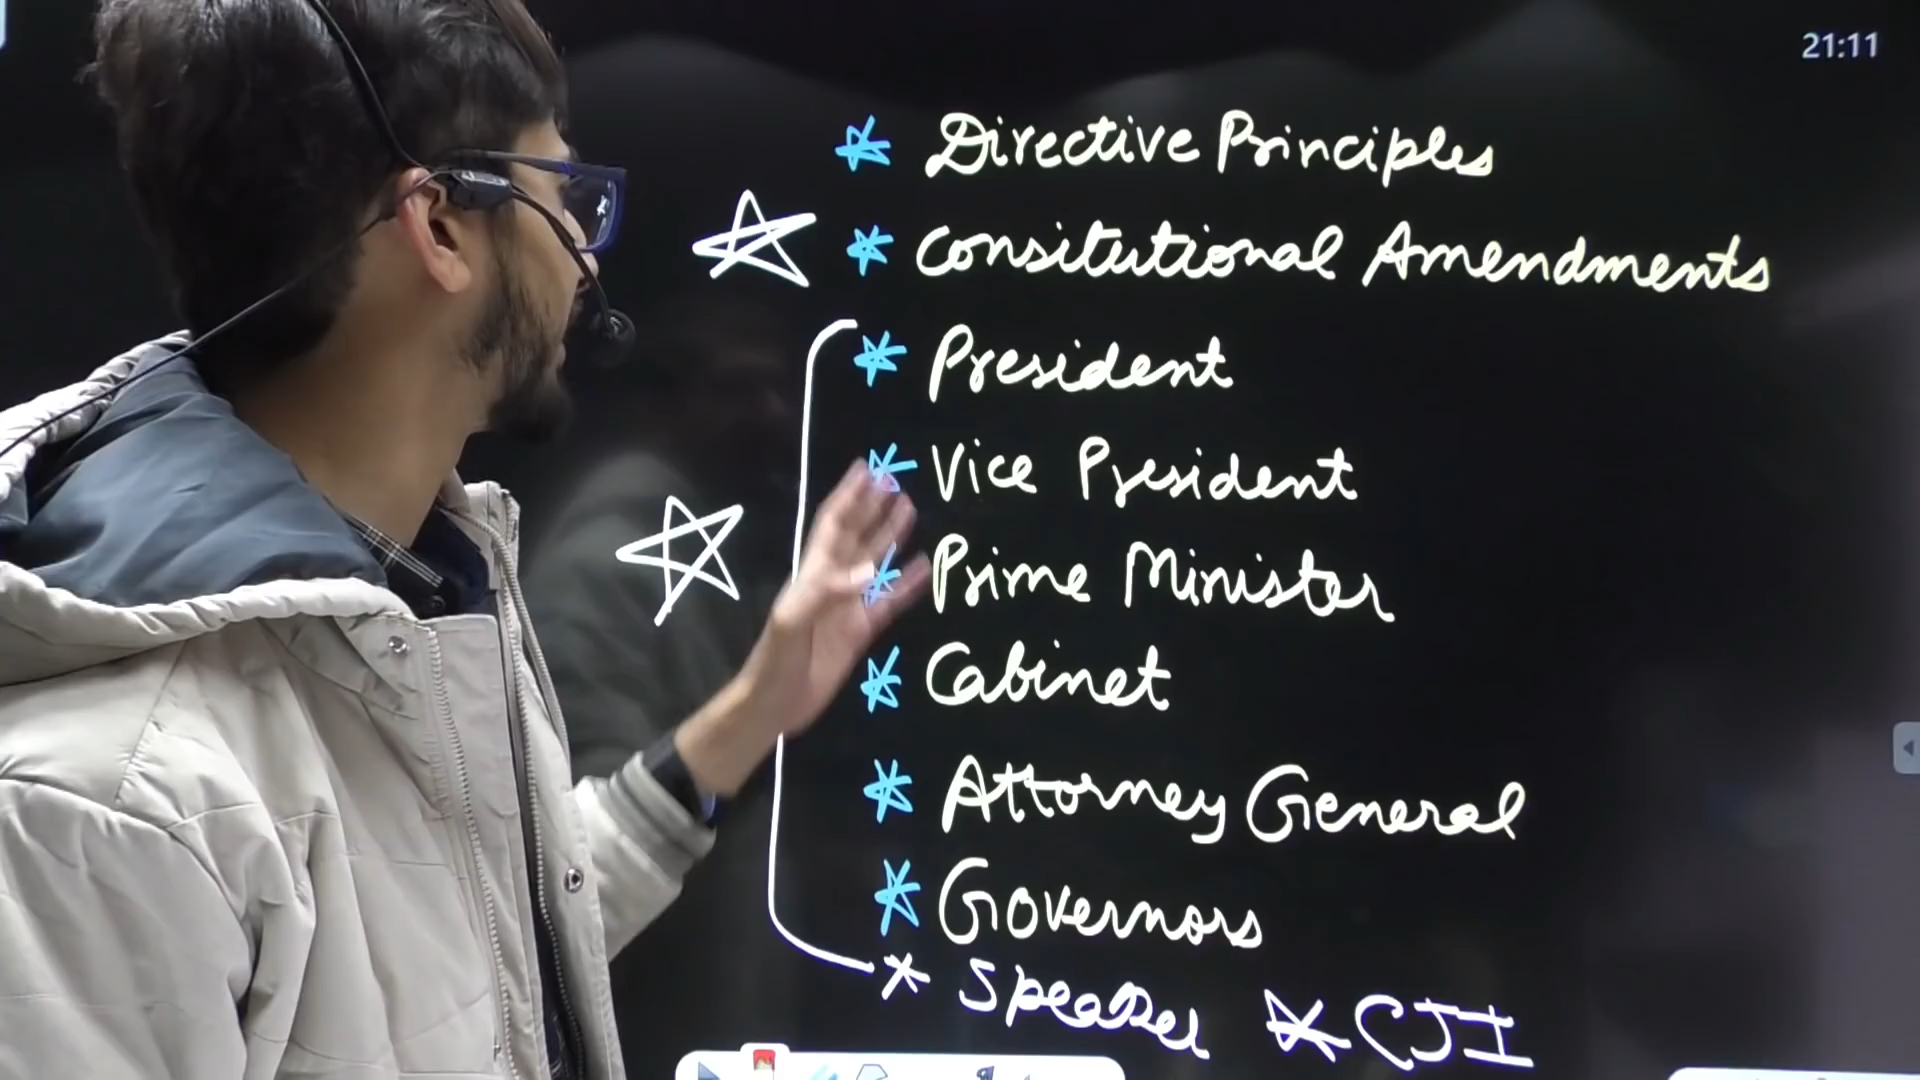 21:11
* Directive Principles
* Consitutional Amendments
* President
* Vice President
* Prime Minister
* Cabinet
* Attorney General
* Governors
* Speaker * CJI